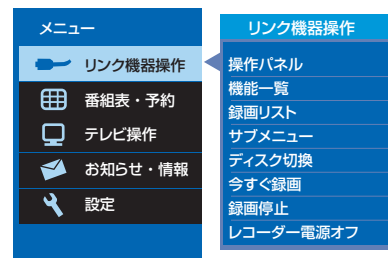 メニュー
リンク機器操作
番組表・予約
テレビ操作
お知らせ・情報
設定
リンク機器操作
操作パネル
機能一覧
録画リスト
サブメニュー
ディスク切換
今すぐ録画
録画停止
レコーダー電源オフ